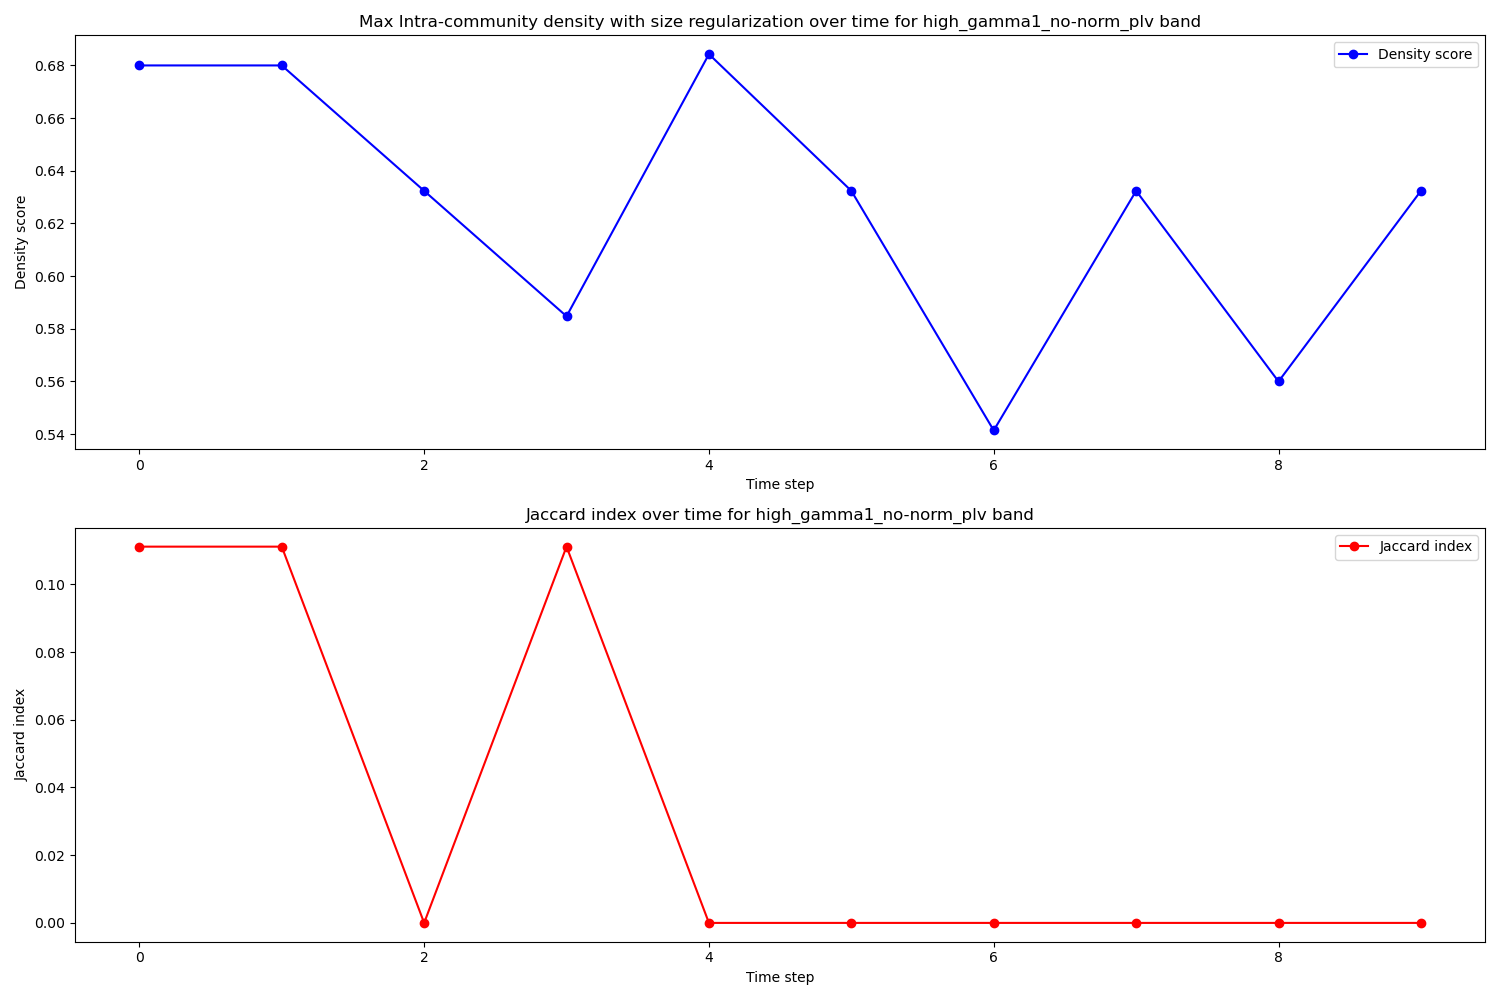 Max Intra-community density with size regularization over time for high_gamma1_no-norm_plv band
Density score
0.68
0.66
0.64
0.62
0.60
0.58
0.56
0.54
Density score
0 2 4 6 8
Time step
Jaccard index over time for high_gamma1_no-norm_plv band
Jaccard index
0.10
0.08
0.06
0.04
0.02
0.00
Jaccard index
0 2 4 6 8
Time step